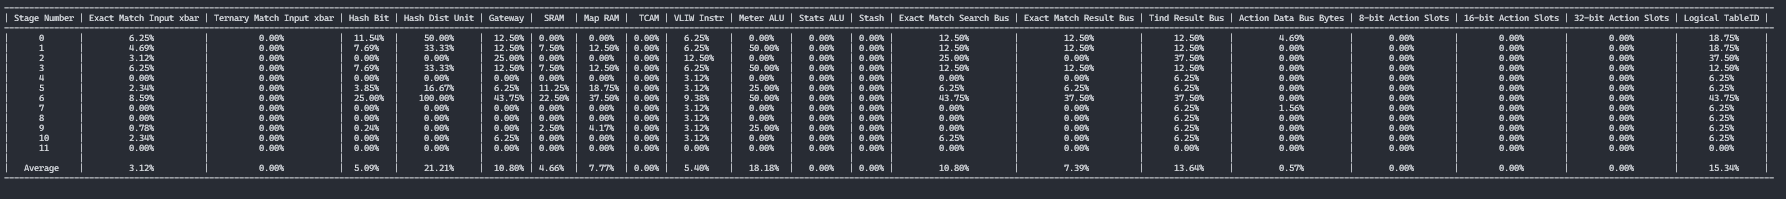 | Stage Number | Exact Match Input xbar | Ternary Match Input xbar | Hash Bit | Hash Dist Unit | Gateway | SRAM | Map RAM | TCAM | VLIW Instr | Meter ALU | Stats ALU | Stash | Exact Match Search Bus | Exact Match Result Bus | Tind Result Bus | Action Data Bus Bytes | 8-bit Action Slots | 16-bit Action Slots | 32-bit Action Slots | Logical TableID |
| 0 | 6.25% | 0.00% | 11.54% | 50.00% | 12.50% | 0.00% | 0.00% | 0.00% | 6.25% | 0.00% | 0.00% | 0.00% | 12.50% | 12.50% | 12.50% | 4.69% | 0.00% | 0.00% | 0.00% | 18.75% |
| 1 | 4.69% | 0.00% | 7.69% | 33.33% | 12.50% | 7.50% | 12.50% | 0.00% | 6.25% | 50.00% | 0.00% | 0.00% | 12.50% | 12.50% | 12.50% | 0.00% | 0.00% | 0.00% | 0.00% | 18.75% |
| 2 | 3.12% | 0.00% | 0.00% | 0.00% | 25.00% | 0.00% | 0.00% | 0.00% | 12.50% | 0.00% | 0.00% | 0.00% | 25.00% | 0.00% | 37.50% | 0.00% | 0.00% | 0.00% | 0.00% | 37.50% |
| 3 | 6.25% | 0.00% | 7.69% | 33.33% | 12.50% | 7.50% | 12.50% | 0.00% | 6.25% | 50.00% | 0.00% | 0.00% | 12.50% | 12.50% | 12.50% | 0.00% | 0.00% | 0.00% | 0.00% | 12.50% |
| 4 | 0.00% | 0.00% | 0.00% | 0.00% | 0.00% | 0.00% | 0.00% | 0.00% | 3.12% | 0.00% | 0.00% | 0.00% | 0.00% | 0.00% | 6.25% | 0.00% | 0.00% | 0.00% | 0.00% | 6.25% |
| 5 | 2.34% | 0.00% | 3.85% | 16.67% | 6.25% | 11.25% | 18.75% | 0.00% | 3.12% | 25.00% | 0.00% | 0.00% | 6.25% | 6.25% | 6.25% | 0.00% | 0.00% | 0.00% | 0.00% | 6.25% |
| 6 | 8.59% | 0.00% | 25.00% | 100.00% | 43.75% | 22.50% | 37.50% | 0.00% | 9.38% | 50.00% | 0.00% | 0.00% | 43.75% | 37.50% | 37.50% | 0.00% | 0.00% | 0.00% | 0.00% | 43.75% |
| 7 | 0.00% | 0.00% | 0.00% | 0.00% | 0.00% | 0.00% | 0.00% | 0.00% | 3.12% | 0.00% | 0.00% | 0.00% | 0.00% | 0.00% | 6.25% | 1.56% | 0.00% | 0.00% | 0.00% | 6.25% |
| 8 | 0.00% | 0.00% | 0.00% | 0.00% | 0.00% | 0.00% | 0.00% | 0.00% | 3.12% | 0.00% | 0.00% | 0.00% | 0.00% | 0.00% | 6.25% | 0.00% | 0.00% | 0.00% | 0.00% | 6.25% |
| 9 | 0.78% | 0.00% | 0.24% | 0.00% | 0.00% | 2.50% | 4.17% | 0.00% | 3.12% | 25.00% | 0.00% | 0.00% | 0.00% | 0.00% | 6.25% | 0.00% | 0.00% | 0.00% | 0.00% | 6.25% |
| 10 | 2.34% | 0.00% | 0.00% | 0.00% | 6.25% | 0.00% | 0.00% | 0.00% | 3.12% | 0.00% | 0.00% | 0.00% | 6.25% | 0.00% | 6.25% | 0.00% | 0.00% | 0.00% | 0.00% | 6.25% |
| 11 | 0.00% | 0.00% | 0.00% | 0.00% | 0.00% | 0.00% | 0.00% | 0.00% | 0.00% | 0.00% | 0.00% | 0.00% | 0.00% | 0.00% | 0.00% | 0.00% | 0.00% | 0.00% | 0.00% | 0.00% |
| Average | 3.12% | 0.00% | 5.09% | 21.21% | 10.80% | 4.66% | 7.77% | 0.00% | 5.40% | 18.18% | 0.00% | 0.00% | 10.80% | 7.39% | 13.64% | 0.57% | 0.00% | 0.00% | 0.00% | 15.34% |